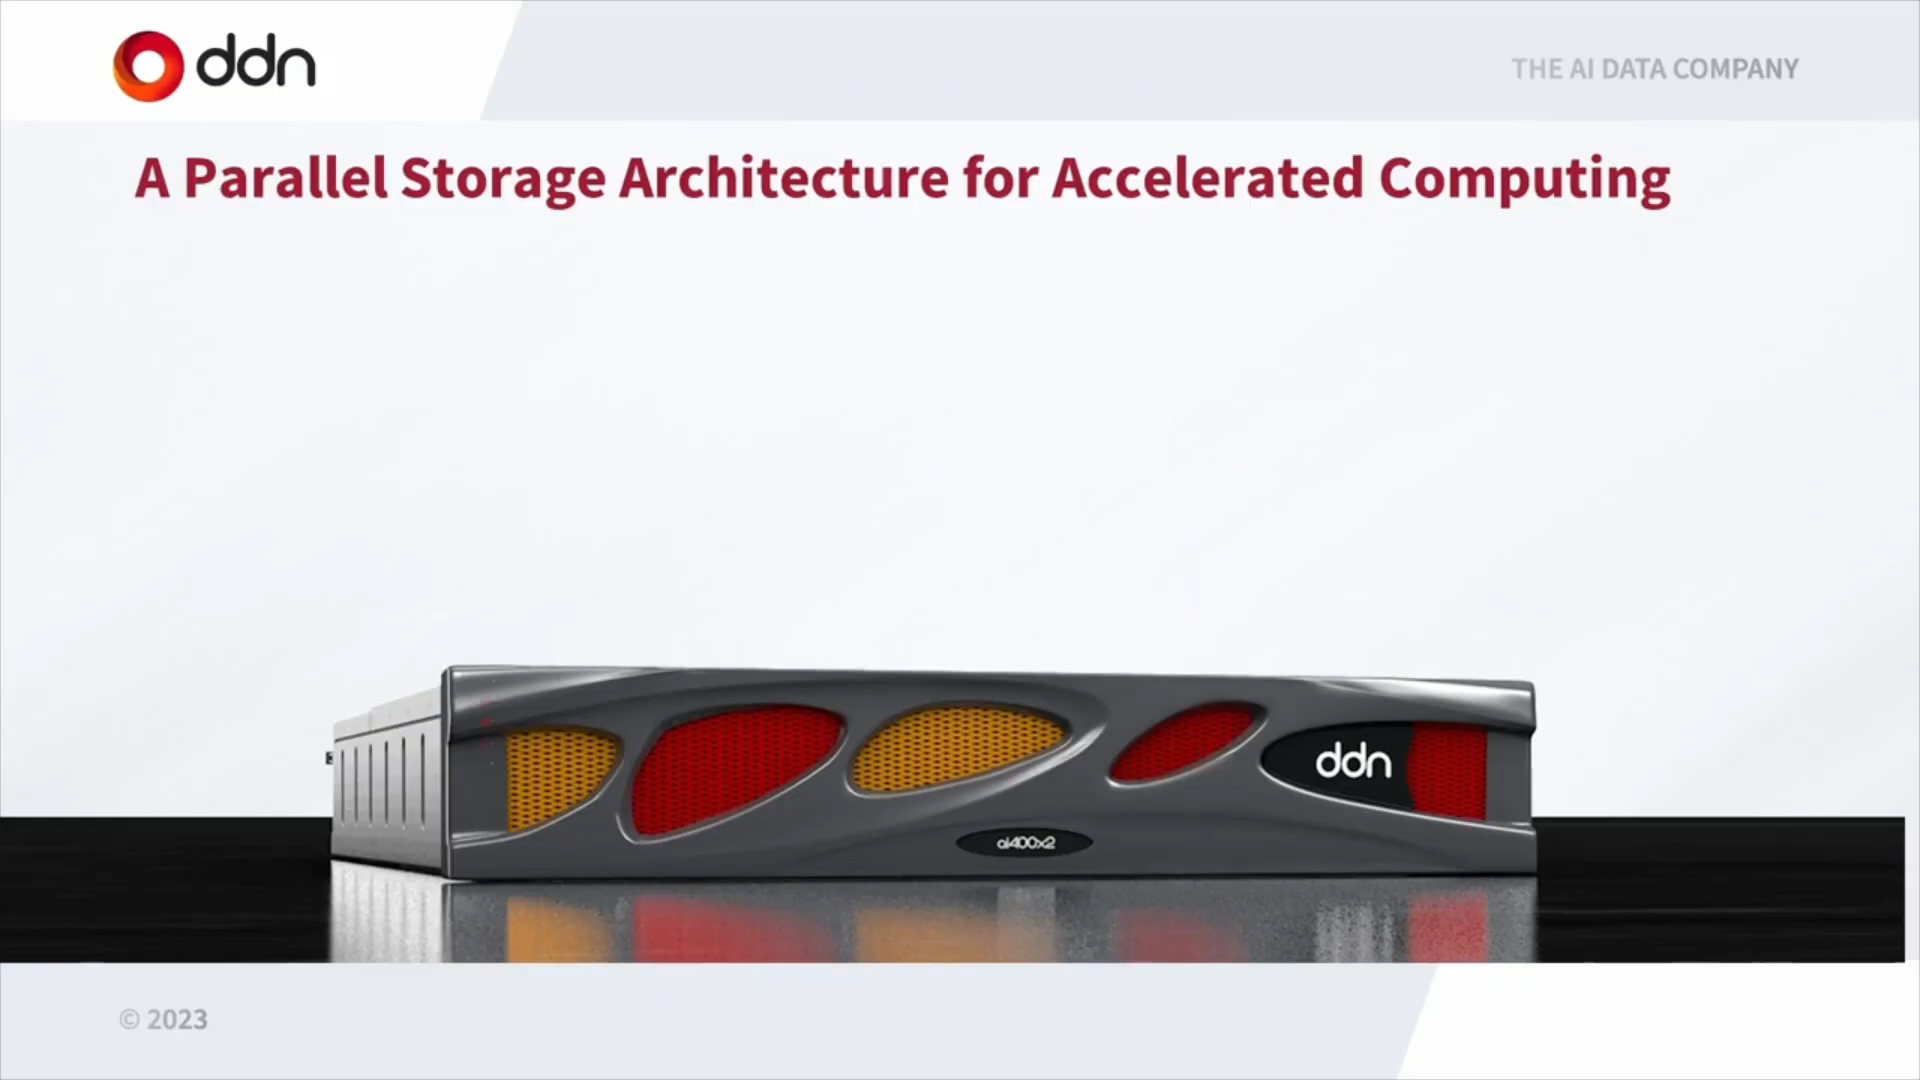 ddn
THE AI DATA COMPANY
A Parallel Storage Architecture for Accelerated Computing
ddn
ai400x2
© 2023